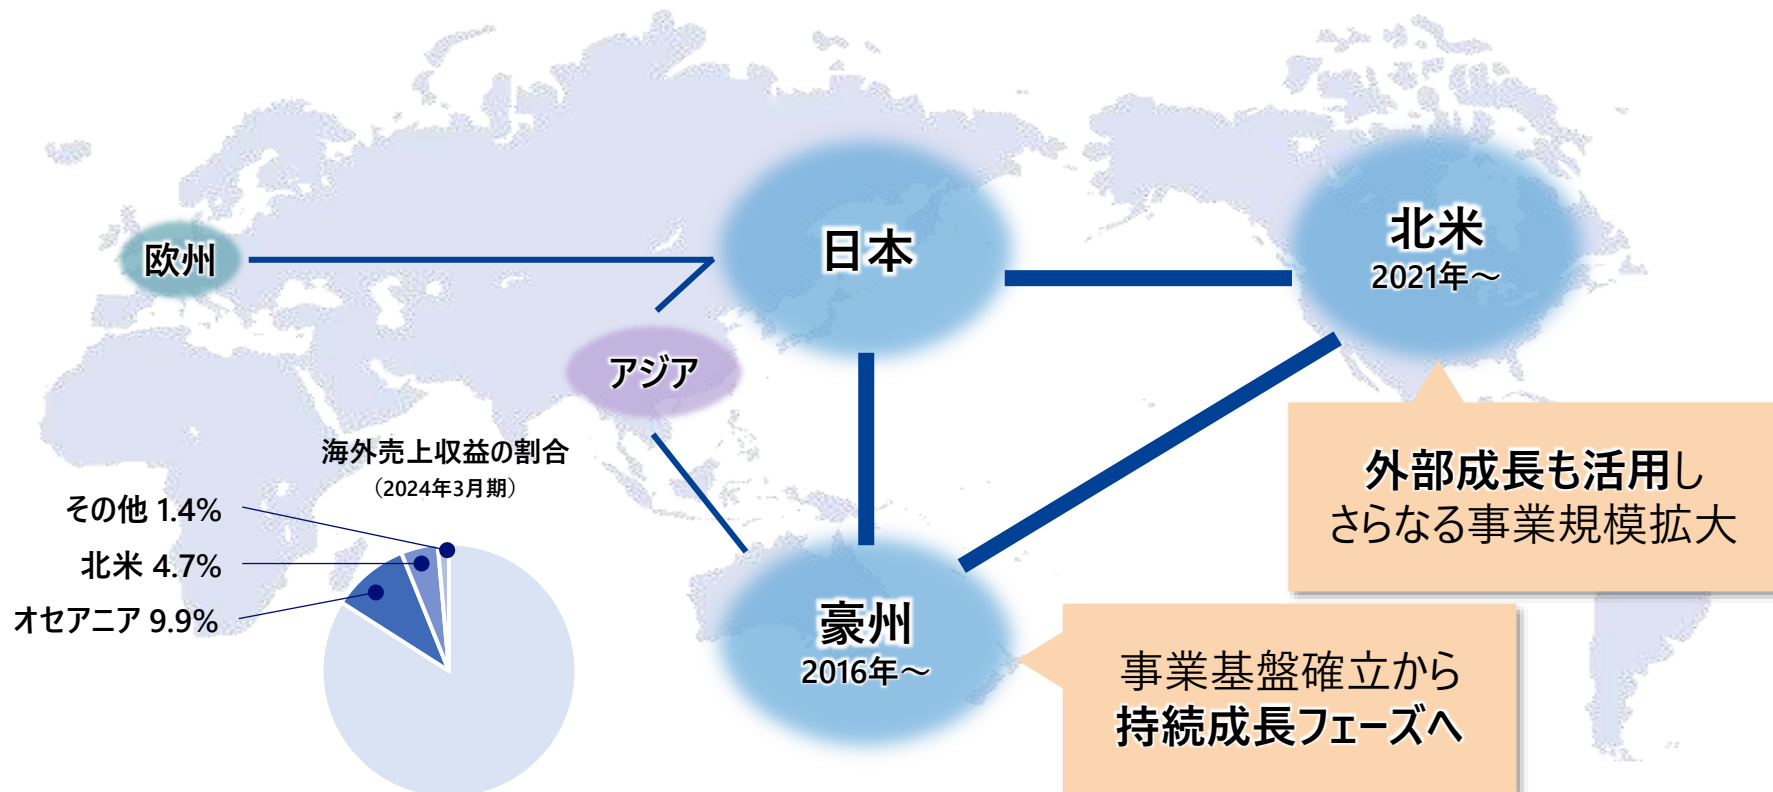 欧州
日本
北米
2021年～
アジア
海外売上収益の割合
（2024年3月期）
その他 1.4%
北米 4.7%
オセアニア 9.9%
外部成長も活用し
さらなる事業規模拡大
豪州
2016年～
事業基盤確立から
持続成長フェーズへ